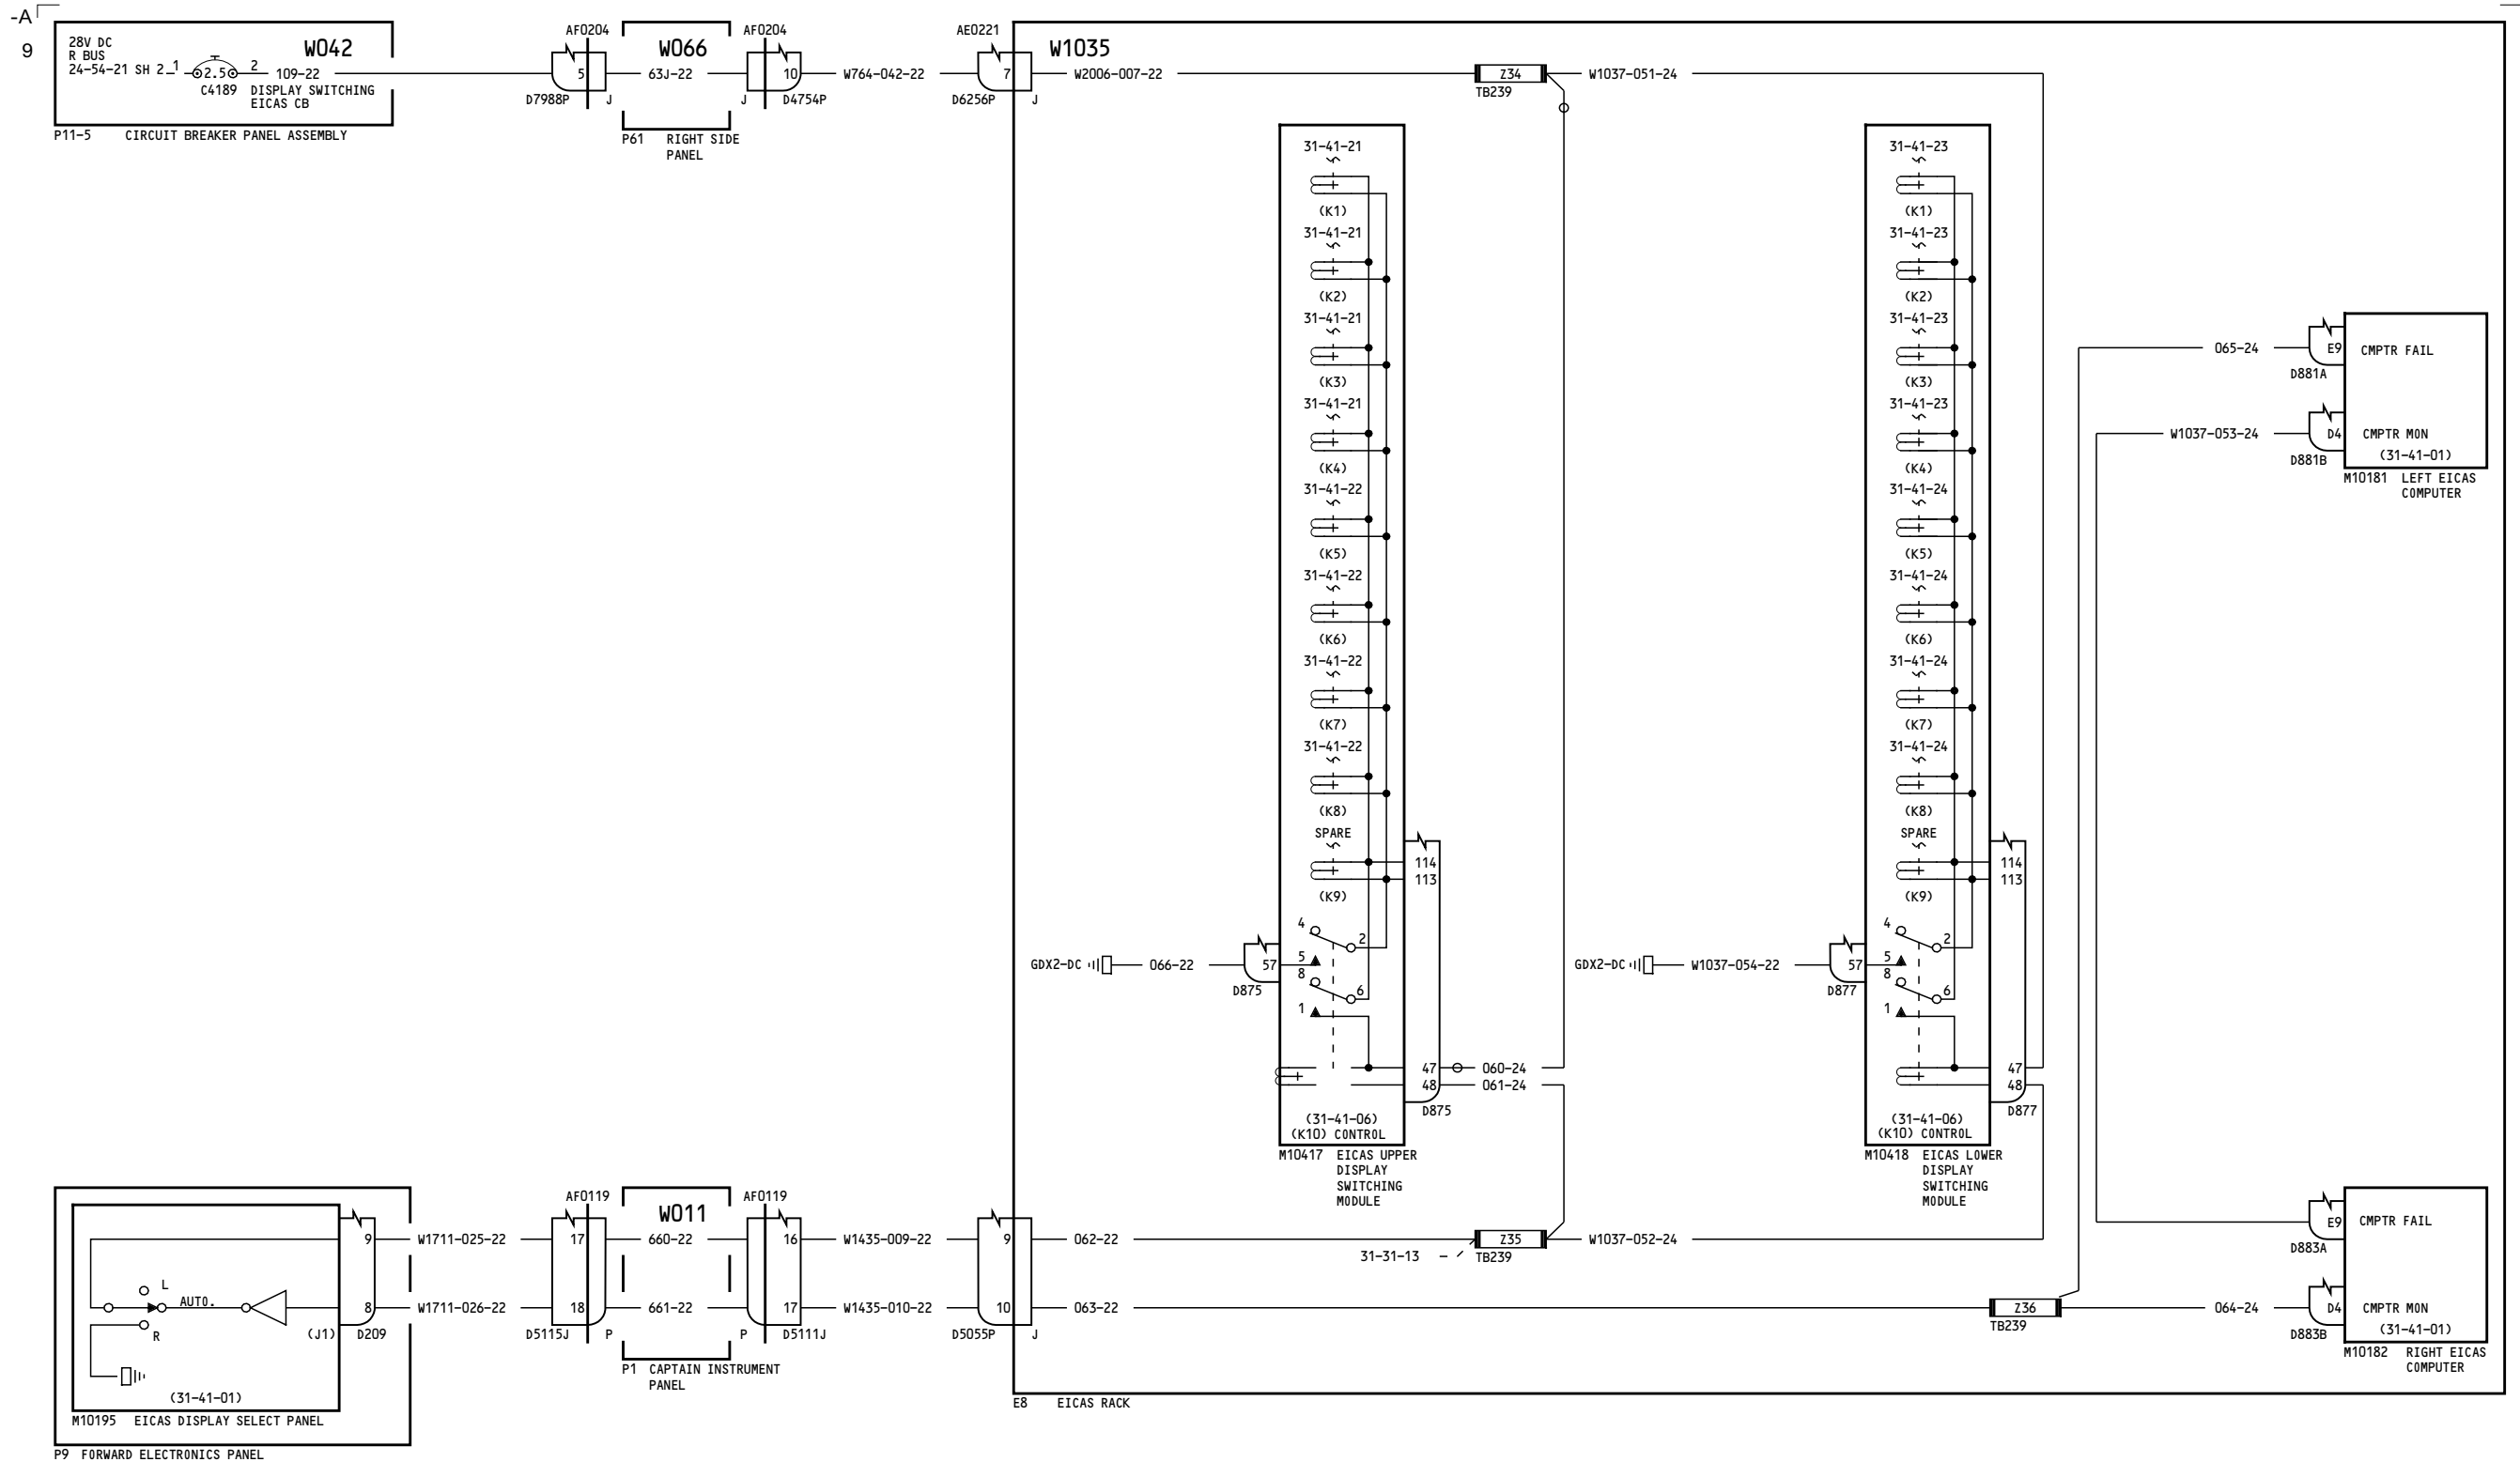 -A
9
28V DC
R BUS
24-54-21 SH 2
1
2.5
2
109-22
W042
C4189
DISPLAY SWITCHING
EICAS CB
P11-5
CIRCUIT BREAKER PANEL ASSEMBLY
AF0204
5
D7988P
J
W066
63J-22
P61
RIGHT SIDE
PANEL
AF0204
10
J
D4754P
W764-042-22
AE0221
7
D6256P
J
W1035
W2006-007-22
Z34
TB239
W1037-051-24
31-41-21
(K1)
31-41-21
(K2)
31-41-21
(K3)
31-41-21
(K4)
31-41-22
(K5)
31-41-22
(K6)
31-41-22
(K7)
31-41-22
(K8)
SPARE
(K9)
114
113
4
2
5
8
6
1
GDX2-DC
066-22
57
D875
47
48
060-24
061-24
D875
(31-41-06)
(K10) CONTROL
M10417
EICAS UPPER
DISPLAY
SWITCHING
MODULE
31-41-23
(K1)
31-41-23
(K2)
31-41-23
(K3)
31-41-23
(K4)
31-41-24
(K5)
31-41-24
(K6)
31-41-24
(K7)
31-41-24
(K8)
SPARE
(K9)
114
113
4
2
5
8
6
1
GDX2-DC
W1037-054-22
57
D877
47
48
D877
(31-41-06)
(K10) CONTROL
M10418
EICAS LOWER
DISPLAY
SWITCHING
MODULE
065-24
E9
CMPTR FAIL
D881A
W1037-053-24
D4
CMPTR MON
D881B
(31-41-01)
M10181
LEFT EICAS
COMPUTER
9
L
AUTO.
R
8
(J1)
D209
(31-41-01)
M10195
EICAS DISPLAY SELECT PANEL
P9 FORWARD ELECTRONICS PANEL
W1711-025-22
W1711-026-22
AF0119
17
18
D5115J
P
W011
660-22
661-22
P1
CAPTAIN INSTRUMENT
PANEL
AF0119
16
17
P
D5111J
W1435-009-22
W1435-010-22
9
10
D5055P
J
062-22
063-22
31-31-13
Z35
TB239
W1037-052-24
Z36
TB239
064-24
E9
CMPTR FAIL
D883A
D4
CMPTR MON
D883B
(31-41-01)
M10182
RIGHT EICAS
COMPUTER
E8
EICAS RACK